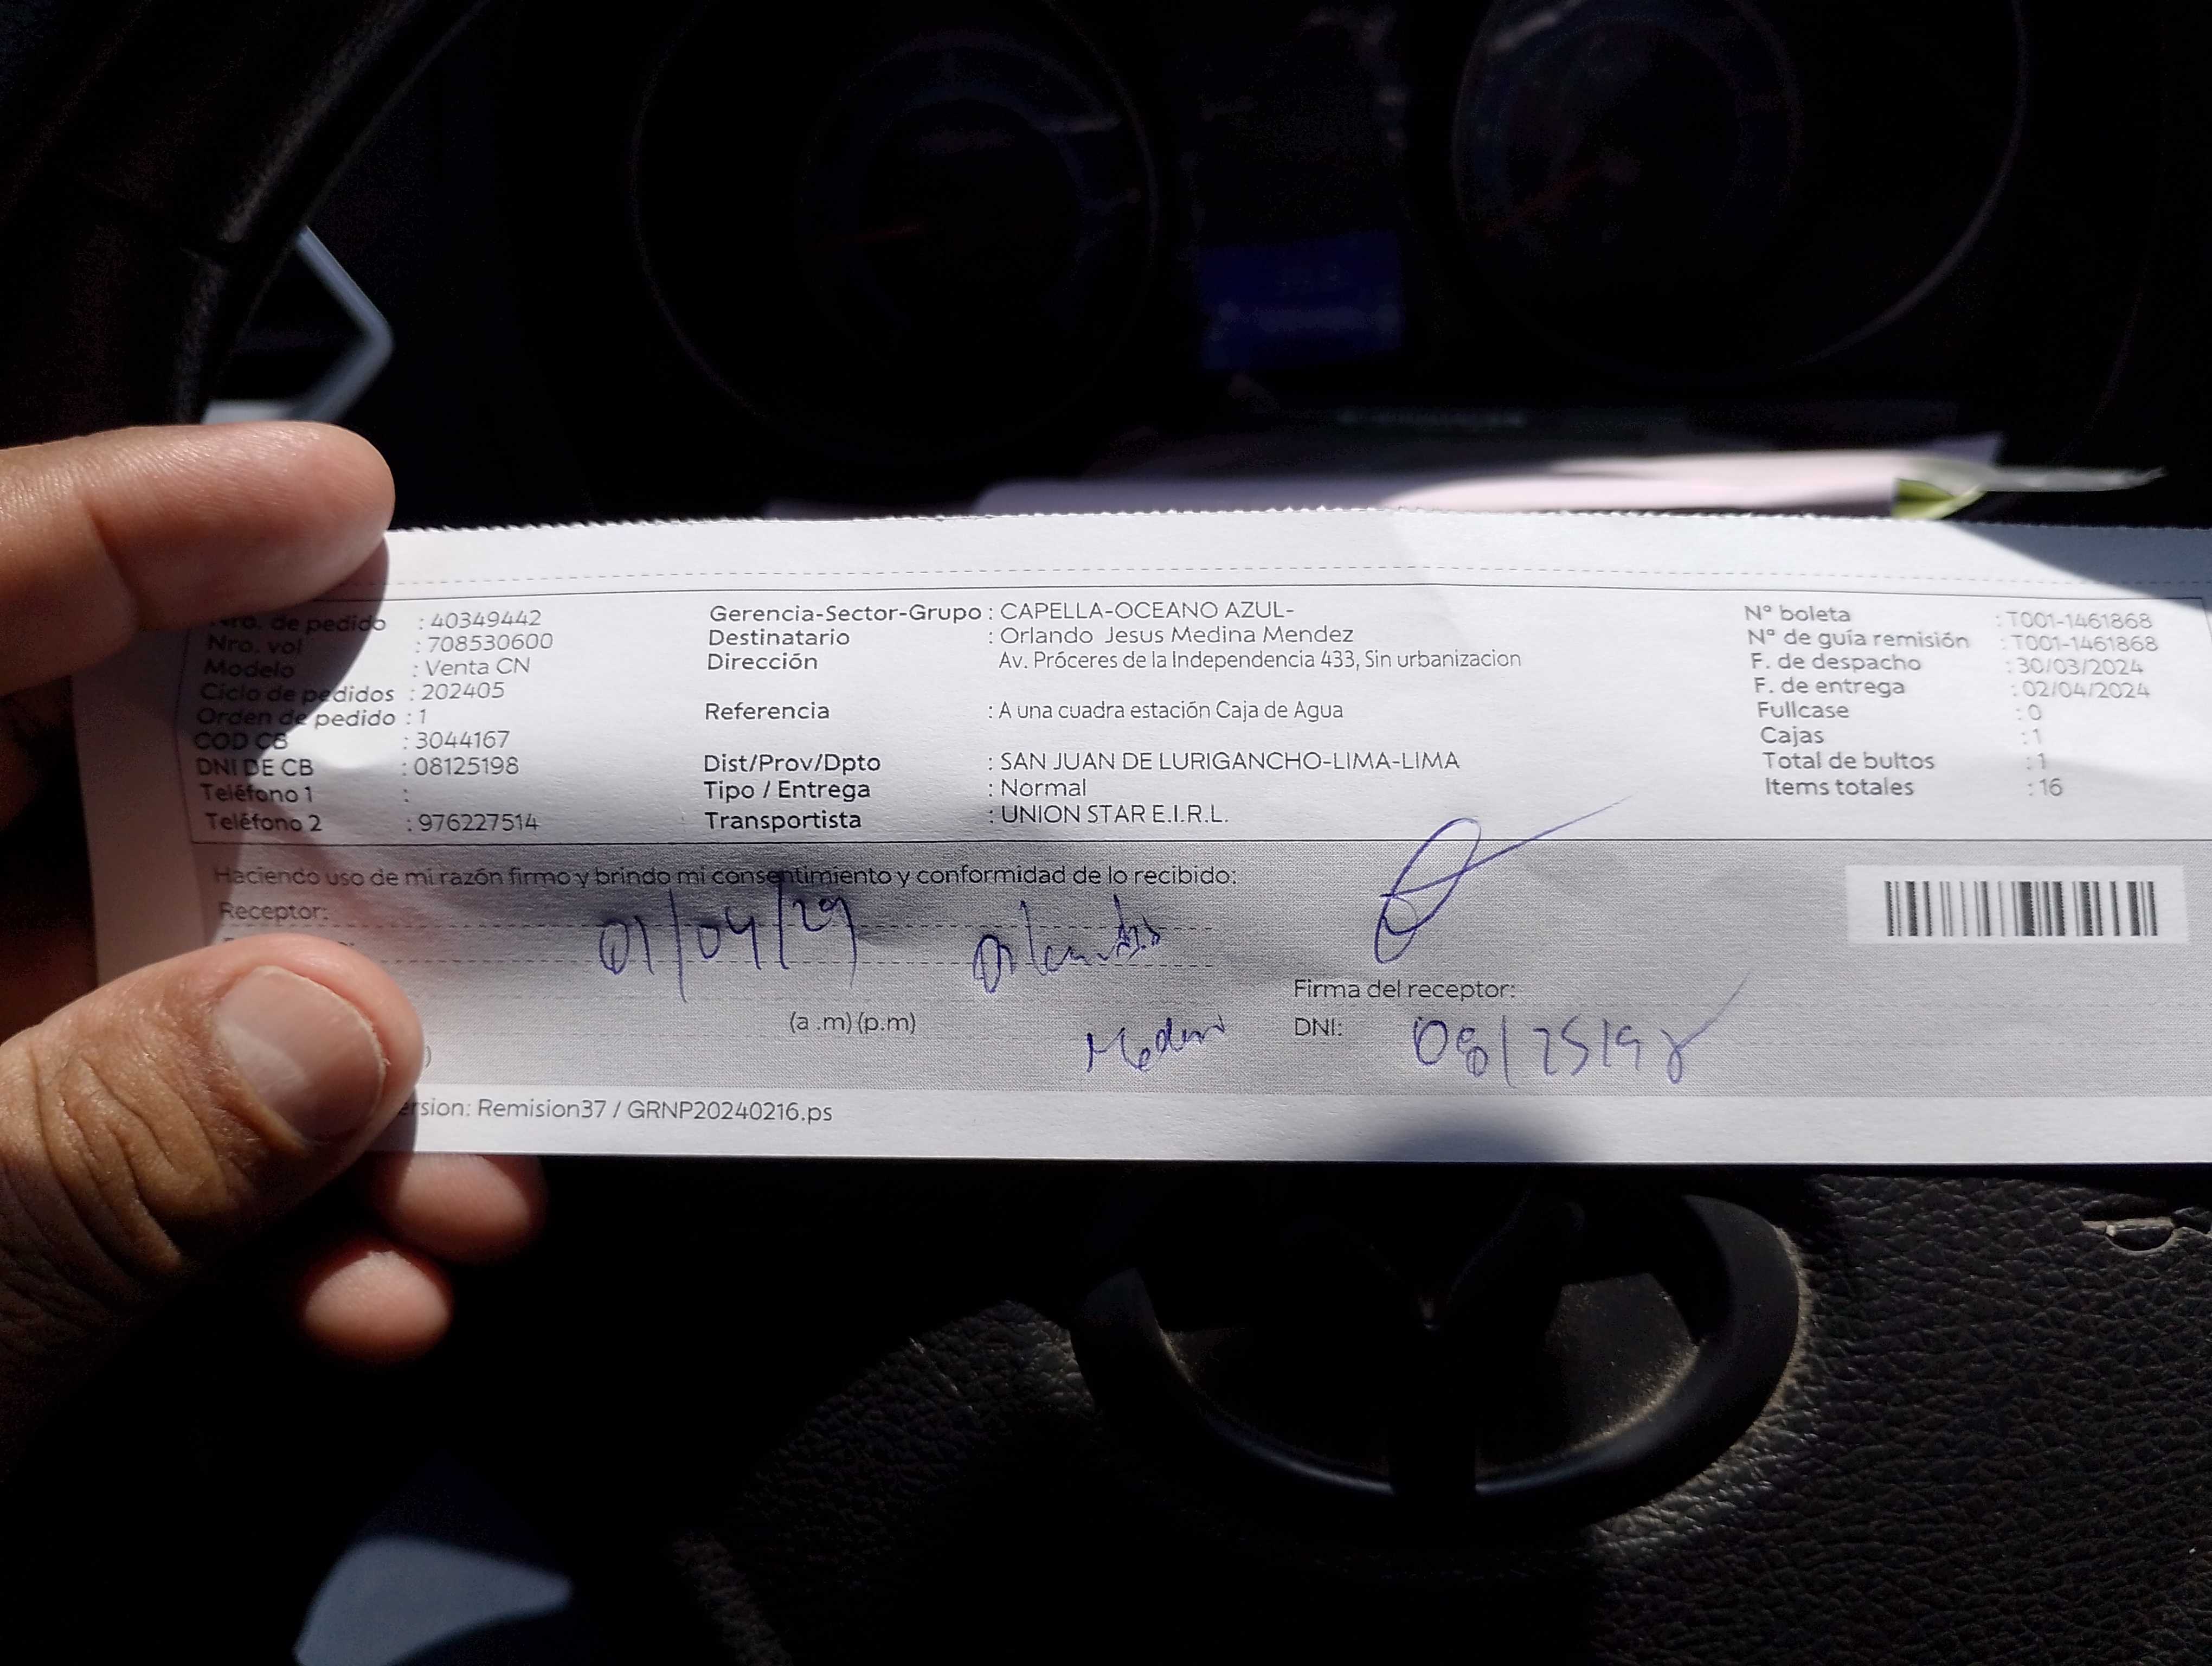 Nro. de pedido : 40349442
Nro. vol : 708530600
Modelo : Venta CN
Ciclo de pedidos : 202405
Orden de pedido : 1
COD CB : 3044167
DNI DE CB : 08125198
Teléfono 1 :
Teléfono 2 : 976227514
Gerencia-Sector-Grupo : CAPELLA-OCEANO AZUL-
Destinatario : Orlando Jesus Medina Mendez
Dirección Av. Próceres de la Independencia 433, Sin urbanizacion
Referencia : A una cuadra estación Caja de Agua
Dist/Prov/Dpto : SAN JUAN DE LURIGANCHO-LIMA-LIMA
Tipo / Entrega : Normal
Transportista : UNION STAR E.I.R.L.
N° boleta : T001-1461868
N° de guía remisión : T001-1461868
F. de despacho : 30/03/2024
F. de entrega : 02/04/2024
Fullcase : 0
Cajas : 1
Total de bultos : 1
Items totales : 16
Haciendo uso de mi razón firmo y brindo mi consentimiento y conformidad de lo recibido:
Receptor:
01/04/24
(a .m) (p.m)
Firma del receptor:
DNI: 08125198
ersion: Remision37 / GRNP20240216.ps